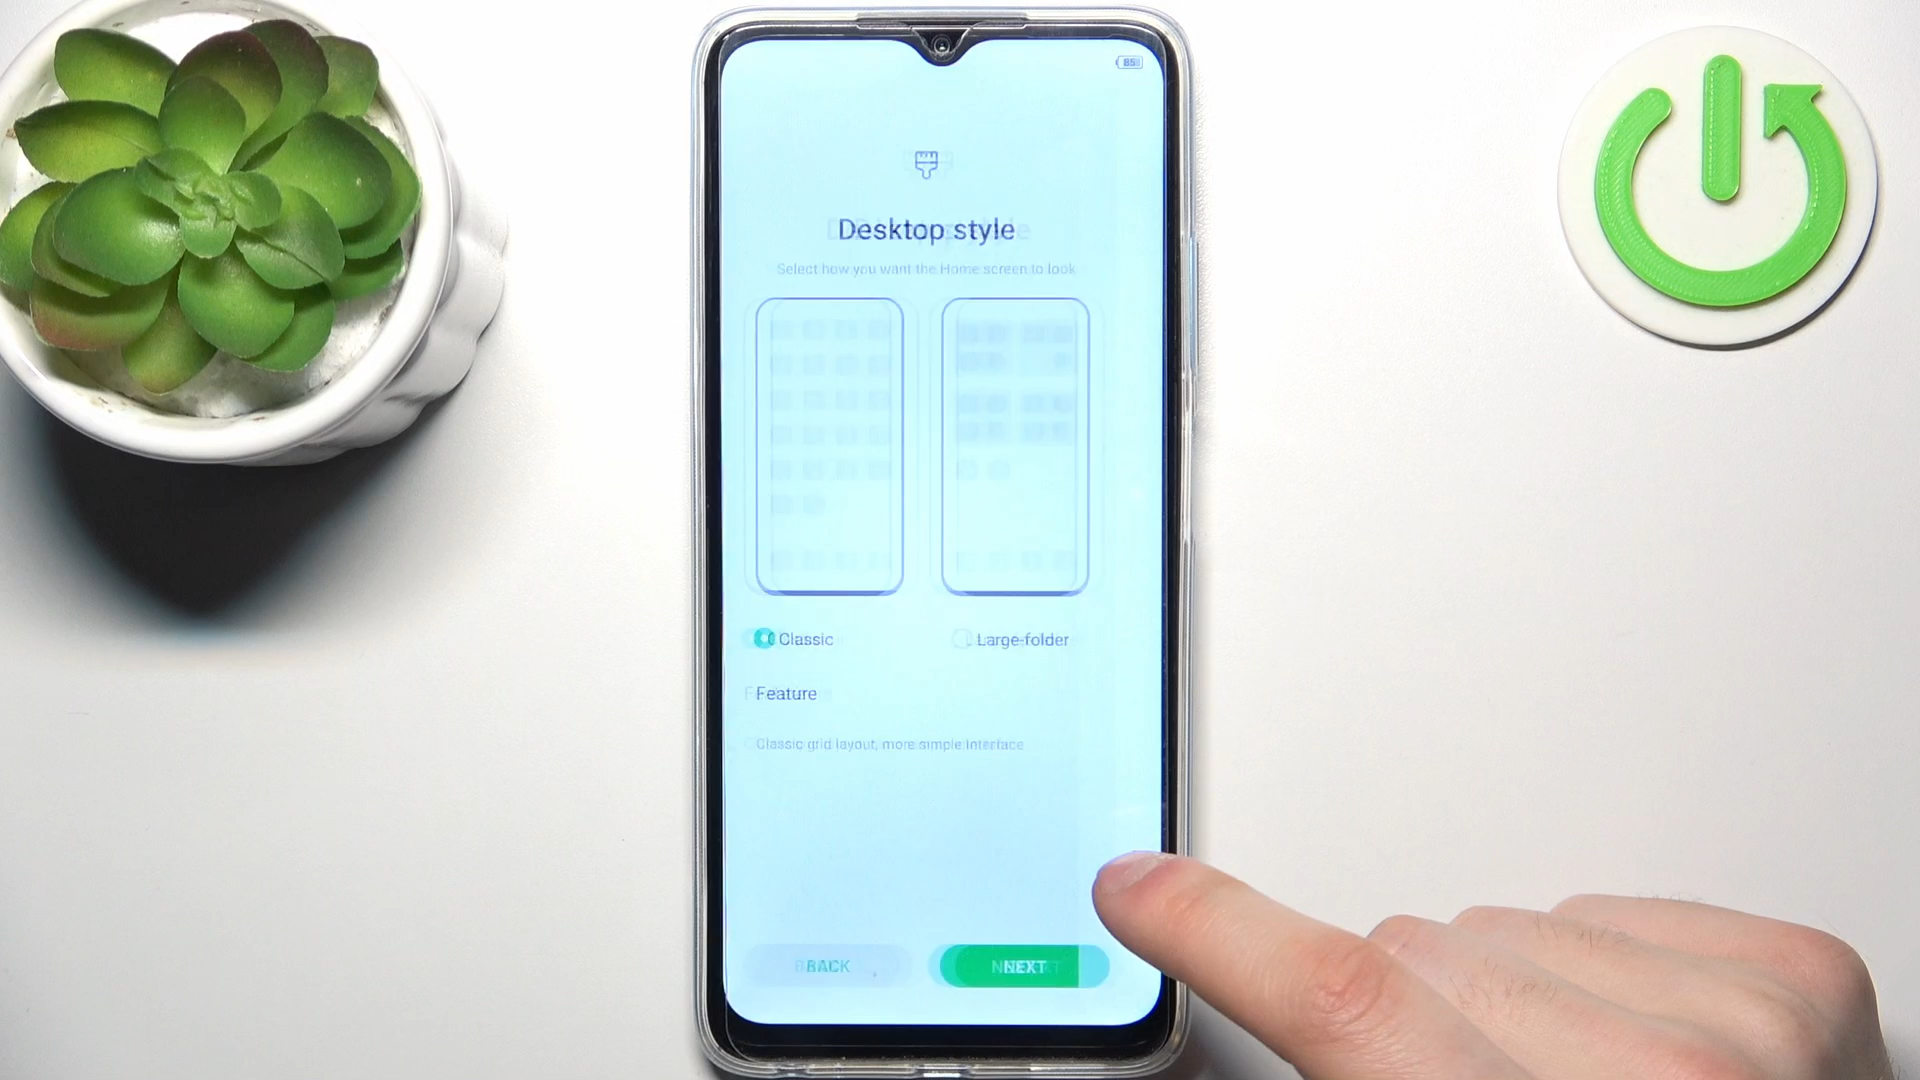 85
Desktop style
Select how you want the Home screen to look
Classic
Large-folder
Feature
Classic grid layout, more simple interface
BACK
NEXT